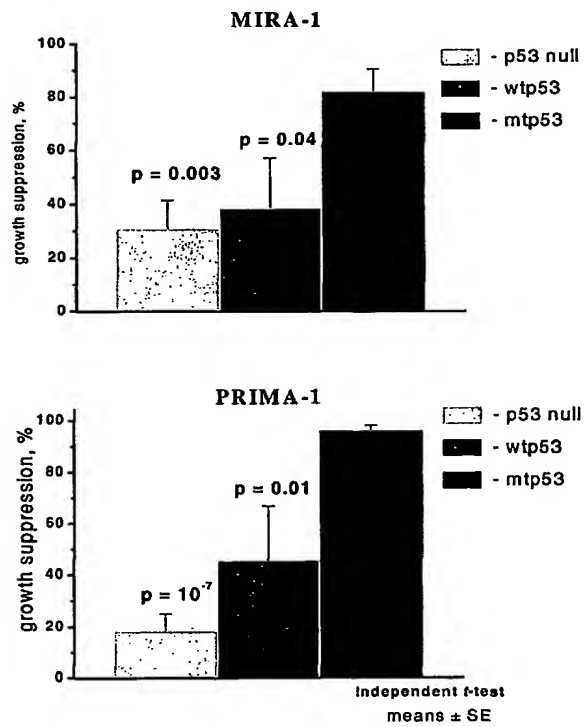 MIRA-1
growth suppression, %
100
80
60
40
20
0
p = 0.003
p = 0.04
- p53 null
- wtp53
- mtp53
PRIMA-1
growth suppression, %
100
80
60
40
20
0
p = 10⁻⁷
p = 0.01
- p53 null
- wtp53
- mtp53
Independent t-test
means ± SE